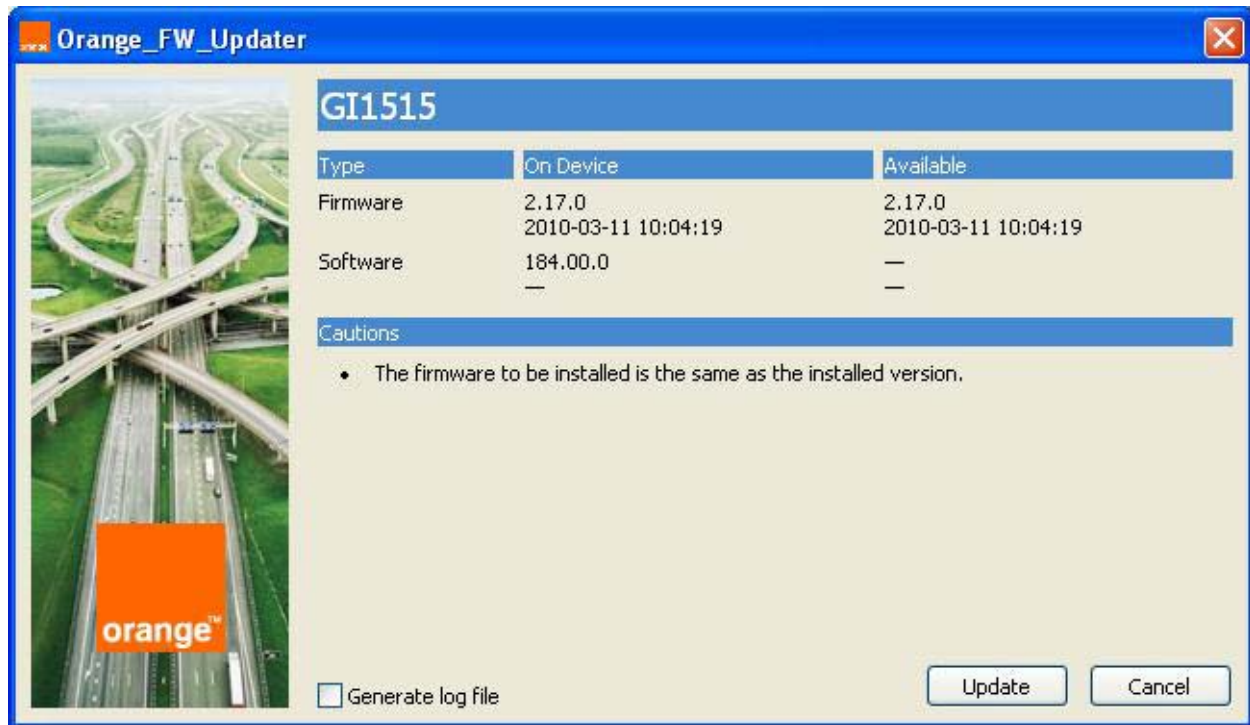 Orange_FW_Updater
GI1515
Type On Device Available
Firmware 2.17.0 2.17.0
2010-03-11 10:04:19 2010-03-11 10:04:19
Software 184.00.0 —
— —
Cautions
• The firmware to be installed is the same as the installed version.
orange™
Generate log file Update Cancel